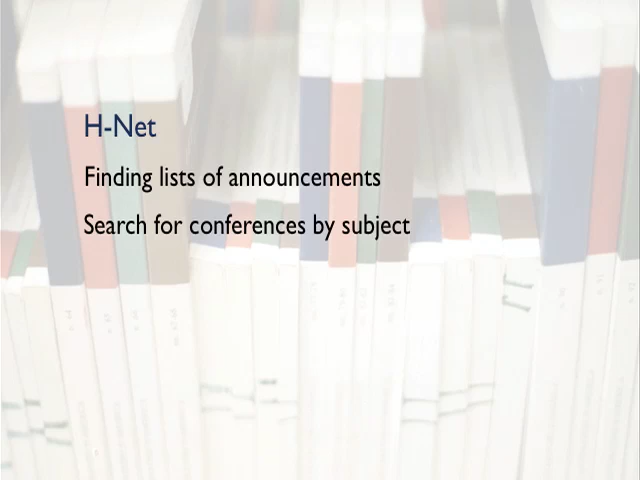 H-Net
Finding lists of announcements
Search for conferences by subject